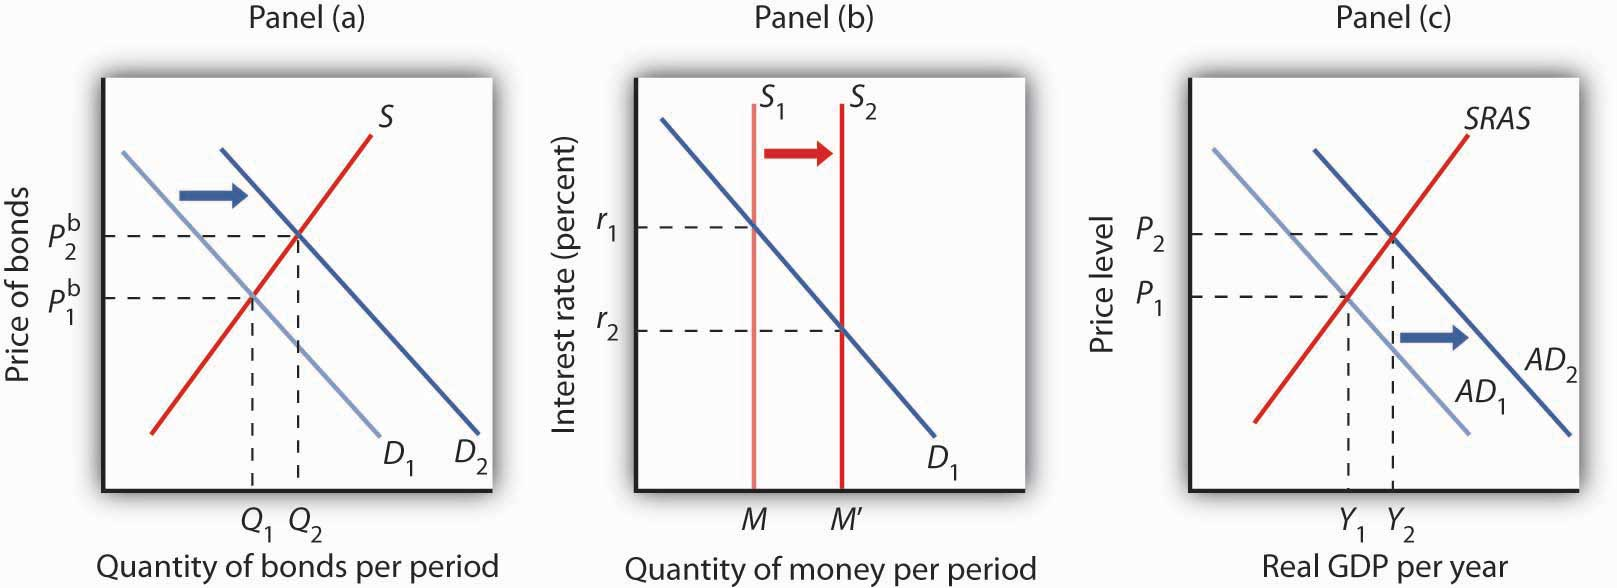 Panel (a)
Price of bonds
S
P₂ᵇ
P₁ᵇ
D₁
D₂
Q₁ Q₂
Quantity of bonds per period
Panel (b)
Interest rate (percent)
S₁
S₂
r₁
r₂
D₁
M
M′
Quantity of money per period
Panel (c)
Price level
SRAS
P₂
P₁
AD₂
AD₁
Y₁ Y₂
Real GDP per year